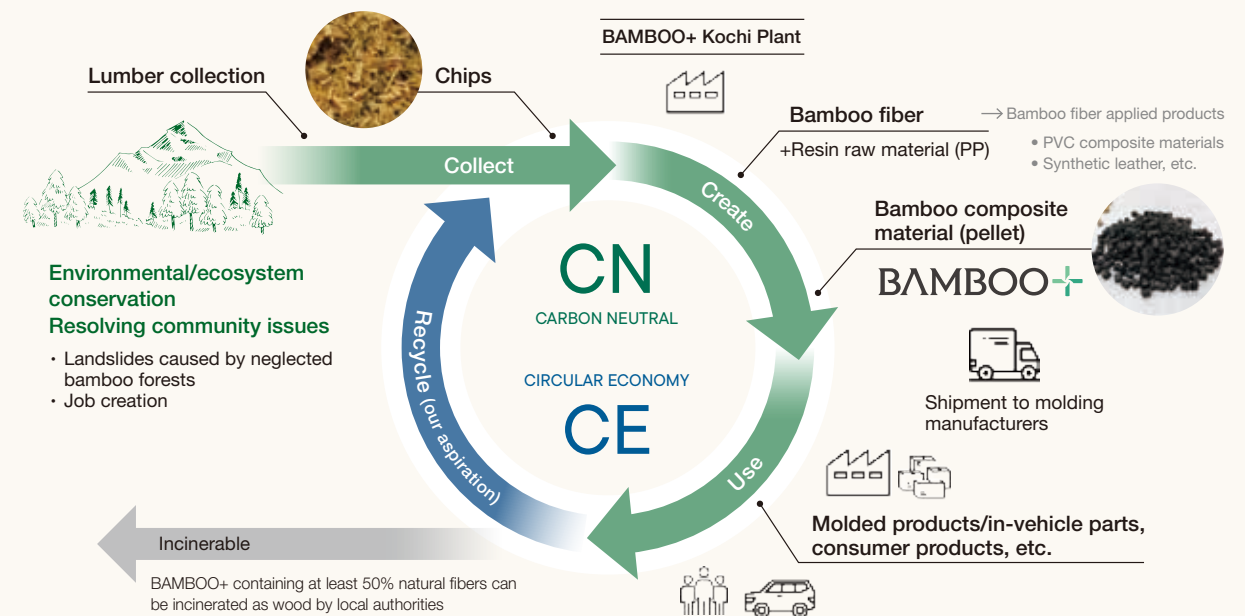 BAMBOO+ Kochi Plant
Lumber collection
Chips
Collect
Create
Bamboo fiber
+Resin raw material (PP)
→ Bamboo fiber applied products
• PVC composite materials
• Synthetic leather, etc.
Bamboo composite
material (pellet)
BAMBOO+
CN
CARBON NEUTRAL
CIRCULAR ECONOMY
CE
Environmental/ecosystem
conservation
Resolving community issues
・Landslides caused by neglected
bamboo forests
・Job creation
Shipment to molding
manufacturers
Use
Molded products/in-vehicle parts,
consumer products, etc.
Recycle (our aspiration)
Incinerable
BAMBOO+ containing at least 50% natural fibers can
be incinerated as wood by local authorities